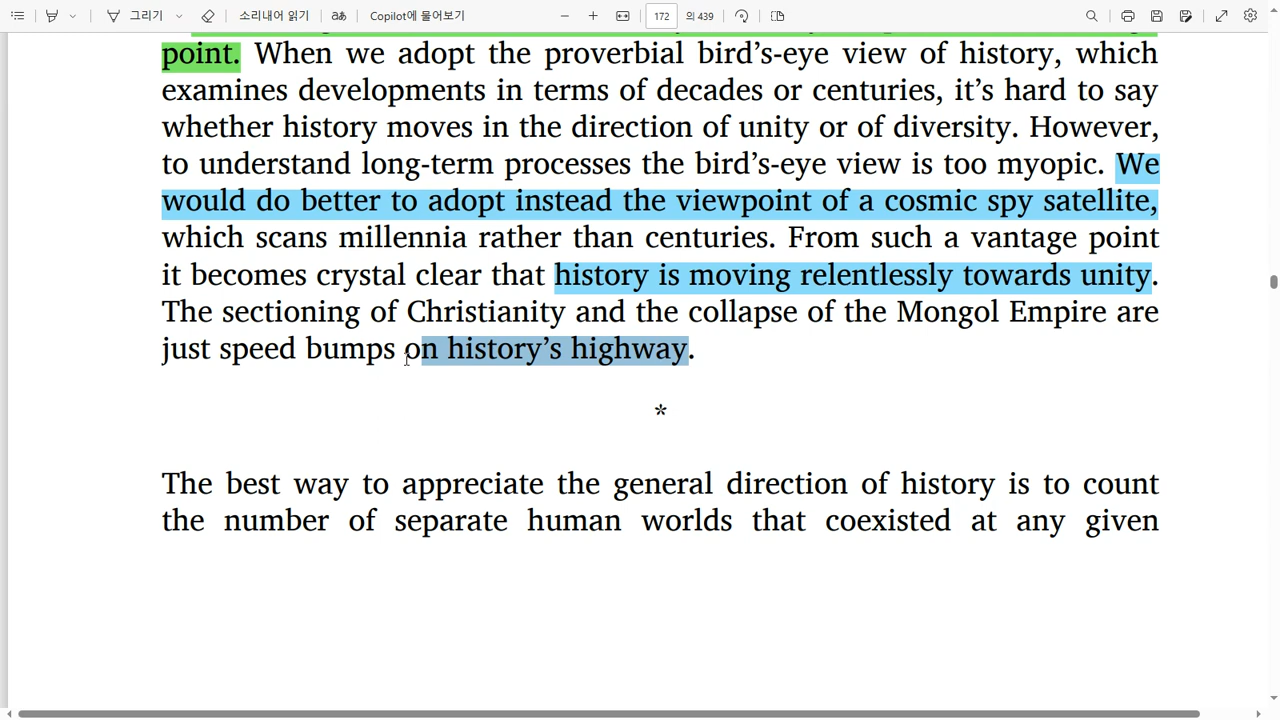 그리기
소리내어 읽기
aあ
Copilot에 물어보기
172
의 439
point. When we adopt the proverbial bird’s-eye view of history, which
examines developments in terms of decades or centuries, it’s hard to say
whether history moves in the direction of unity or of diversity. However,
to understand long-term processes the bird’s-eye view is too myopic. We
would do better to adopt instead the viewpoint of a cosmic spy satellite,
which scans millennia rather than centuries. From such a vantage point
it becomes crystal clear that history is moving relentlessly towards unity.
The sectioning of Christianity and the collapse of the Mongol Empire are
just speed bumps on history’s highway.
*
The best way to appreciate the general direction of history is to count
the number of separate human worlds that coexisted at any given